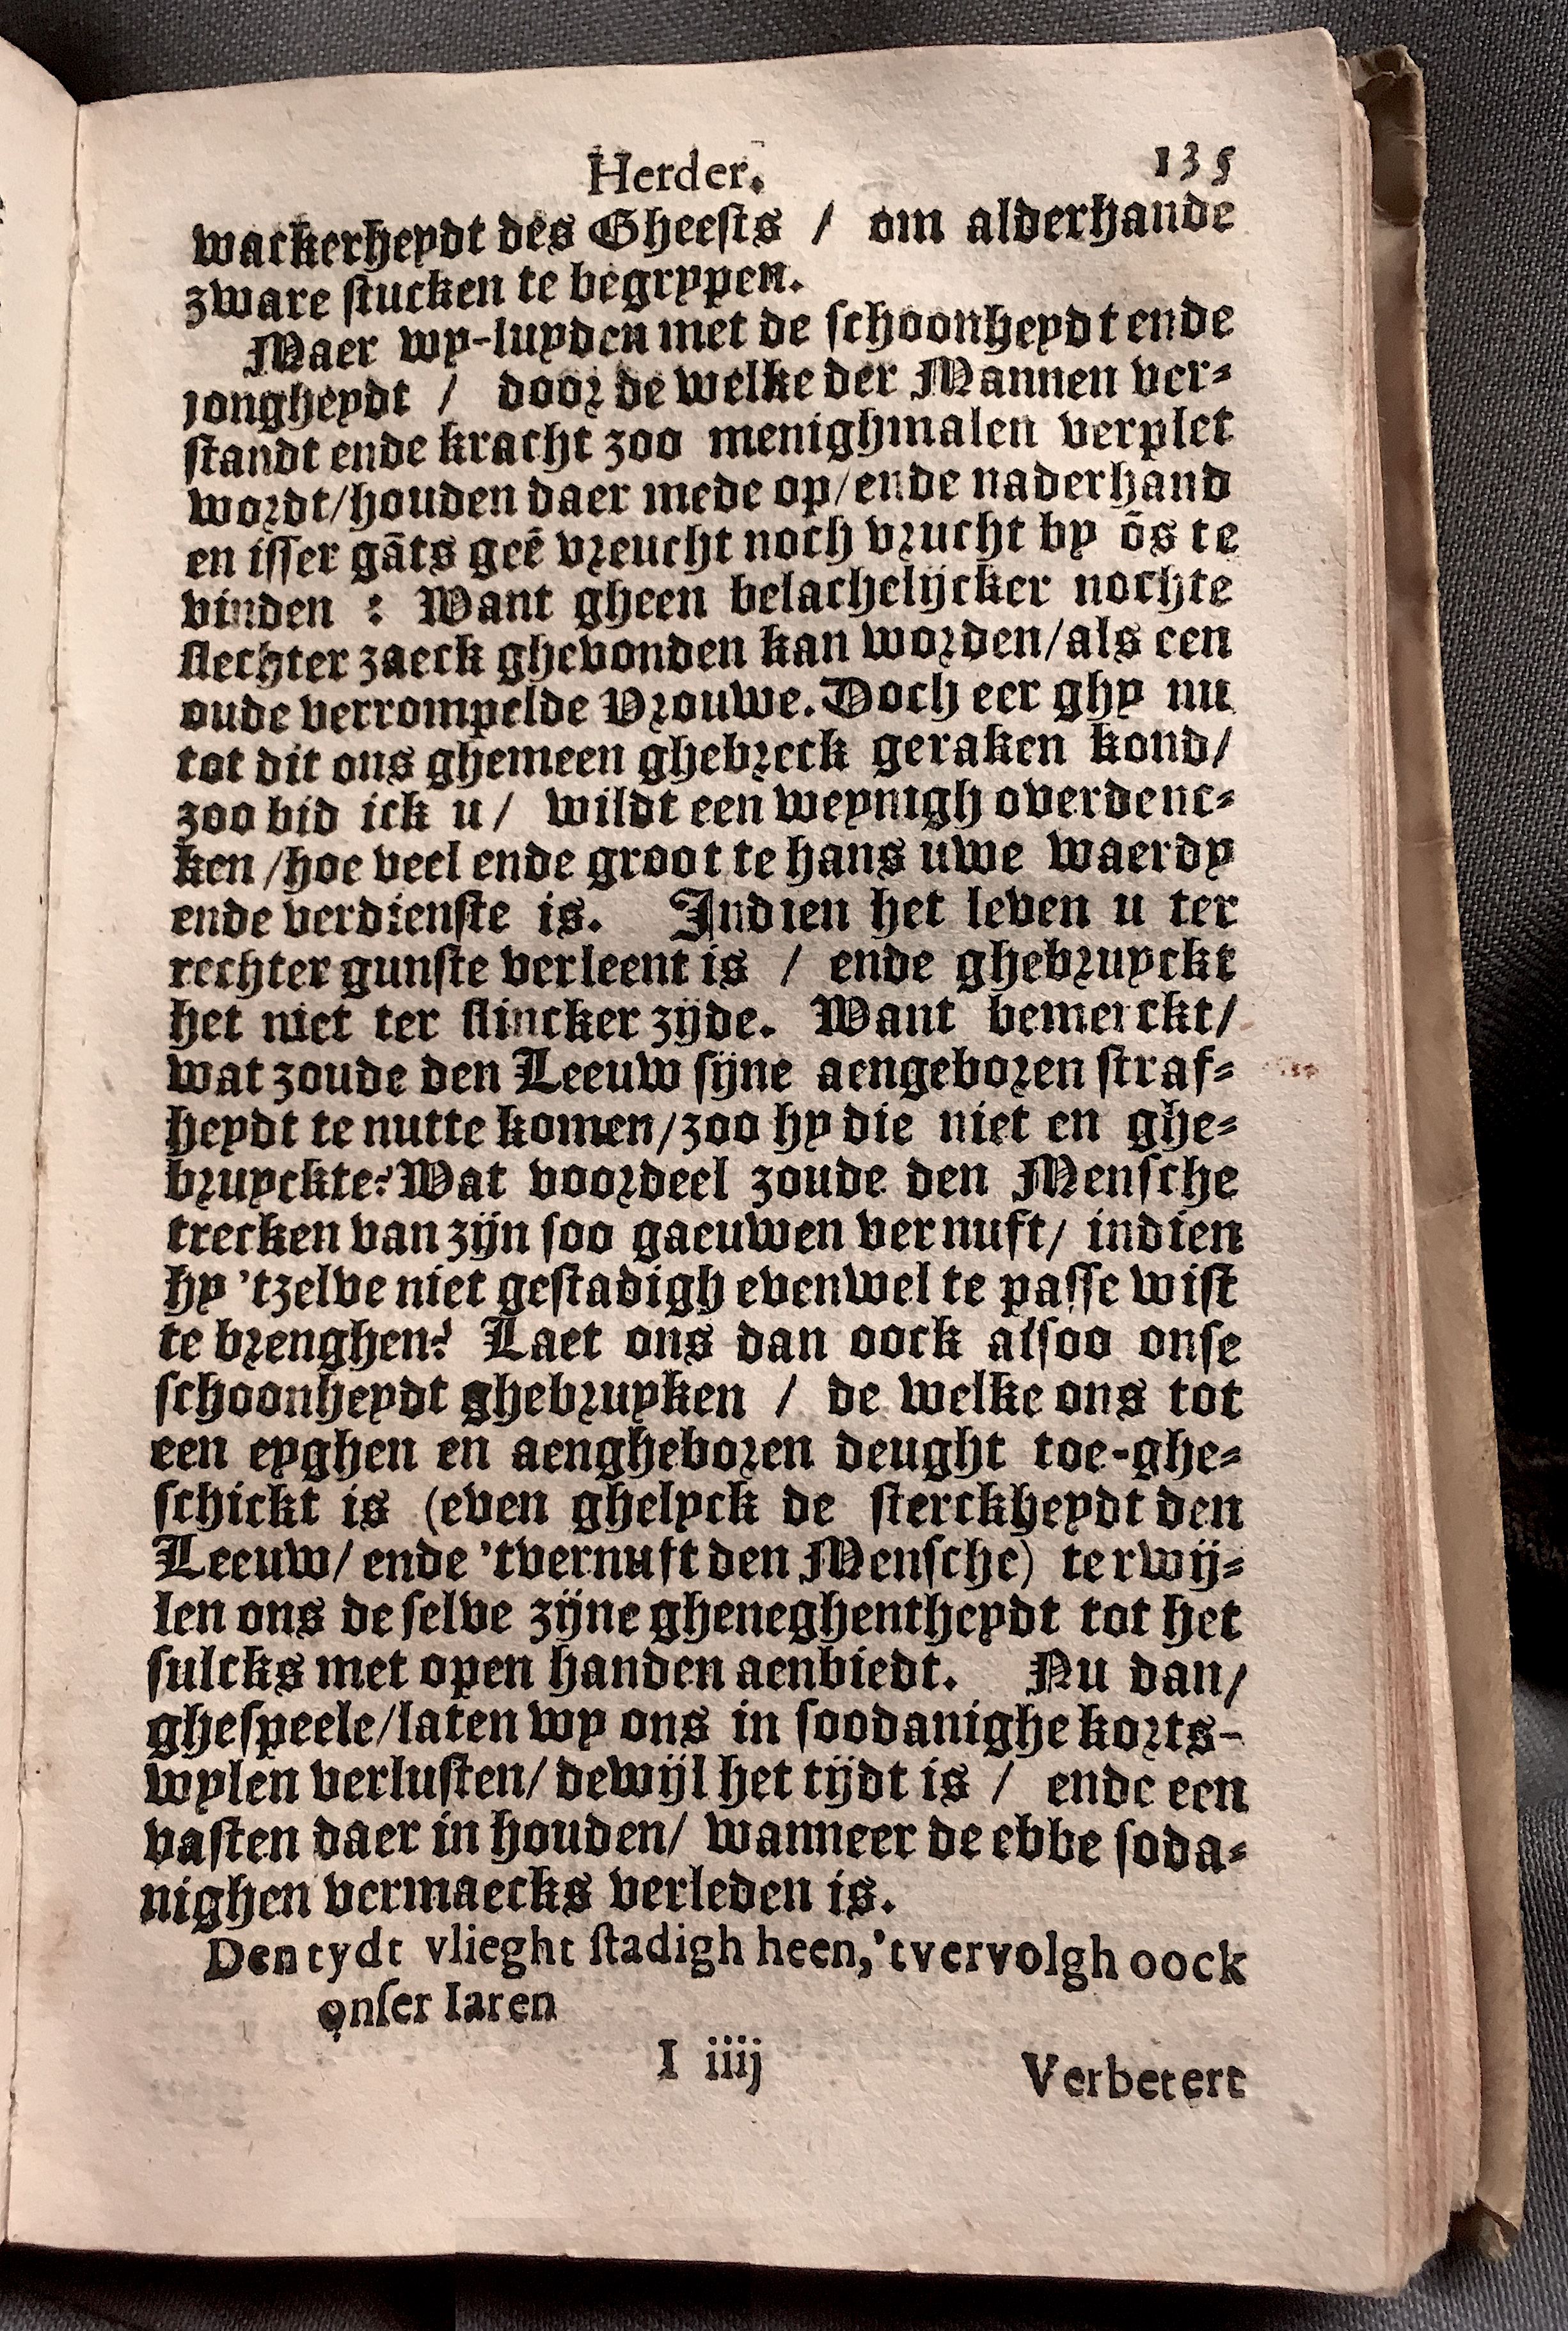 Herder. 135
wackerheydt des Gheests / om alderhande
zware stucken te begrypen.
Maer wy-luyden met de schoonheydt ende
jongheydt / door de welke der Mannen ver-
standt ende kracht zoo menighmalen verplet
wordt/houden daer mede op/ende naderhand
en isser gāts geē vreucht noch vrucht by ōs te
vinden : Want gheen belachelijcker nochte
slechter zaeck ghevonden kan worden/als een
oude verrompelde Vrouwe. Doch eer ghy nu
tot dit ons ghemeen ghebreck geraken kond/
zoo bid ick u/ wildt een weynigh overdenc-
ken /hoe veel ende groot te hans uwe waerdy
ende verdienste is. Indien het leven u ter
rechter gunste verleent is / ende ghebruyckt
het niet ter slincker zijde. Want bemerckt/
wat zoude den Leeuw sijne aengeboren straf-
heydt te nutte komen/zoo hy die niet en ghe-
bruyckte? Wat voordeel zoude den Mensche
trecken van zijn soo gaeuwen vernuft/ indien
hy 'tzelve niet gestadigh evenwel te passe wist
te brenghen? Laet ons dan oock alsoo onse
schoonheydt ghebruyken / de welke ons tot
een eyghen en aengheboren deught toe-ghe-
schickt is (even ghelyck de sterckheydt den
Leeuw/ ende 'tvernuft den Mensche) terwij-
len ons de selve zijne gheneghentheydt tot het
sulcks met open handen aenbiedt. Nu dan/
ghespeele/laten wy ons in soodanighe korts-
wylen verlusten/ dewijl het tijdt is / ende een
vasten daer in houden/ wanneer de ebbe soda-
nighen vermaecks verleden is.
Den tydt vlieght stadigh heen,'tvervolgh oock
onser Iaren
I iiij Verbetert